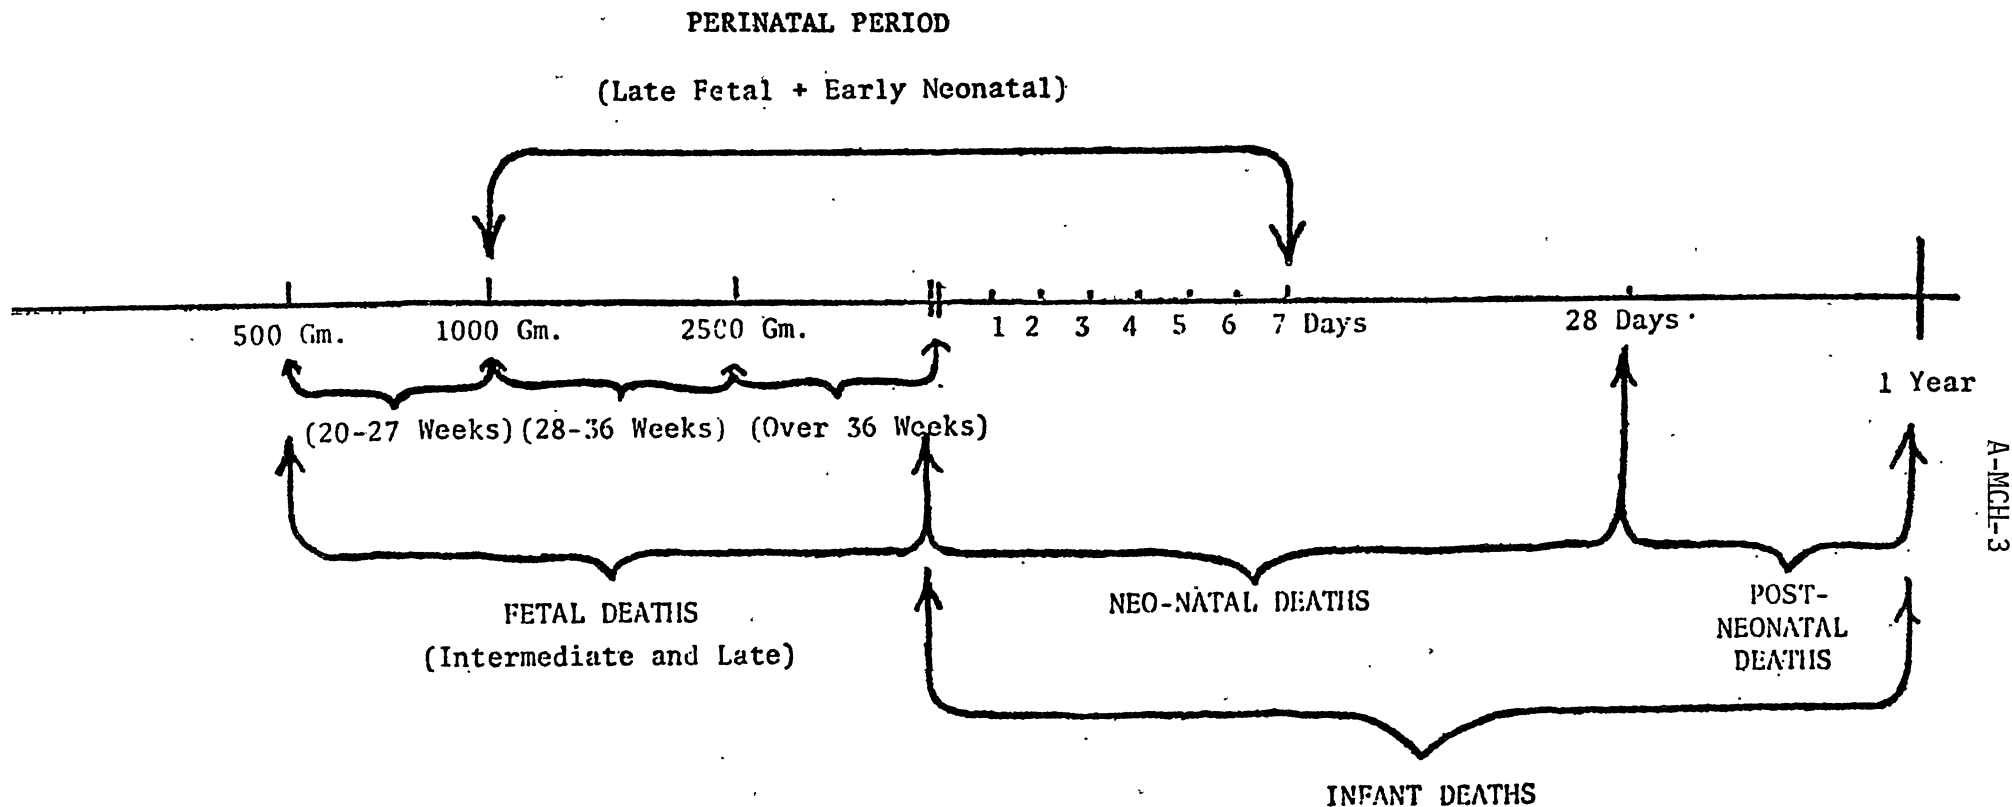 PERINATAL PERIOD
(Late Fetal + Early Neonatal)
500 Gm. 1000 Gm. 2500 Gm. 1 2 3 4 5 6 7 Days 28 Days
1 Year
(20-27 Weeks) (28-36 Weeks) (Over 36 Weeks)
A-MCH-3
FETAL DEATHS
(Intermediate and Late)
NEO-NATAL DEATHS
POST-
NEONATAL
DEATHS
INFANT DEATHS